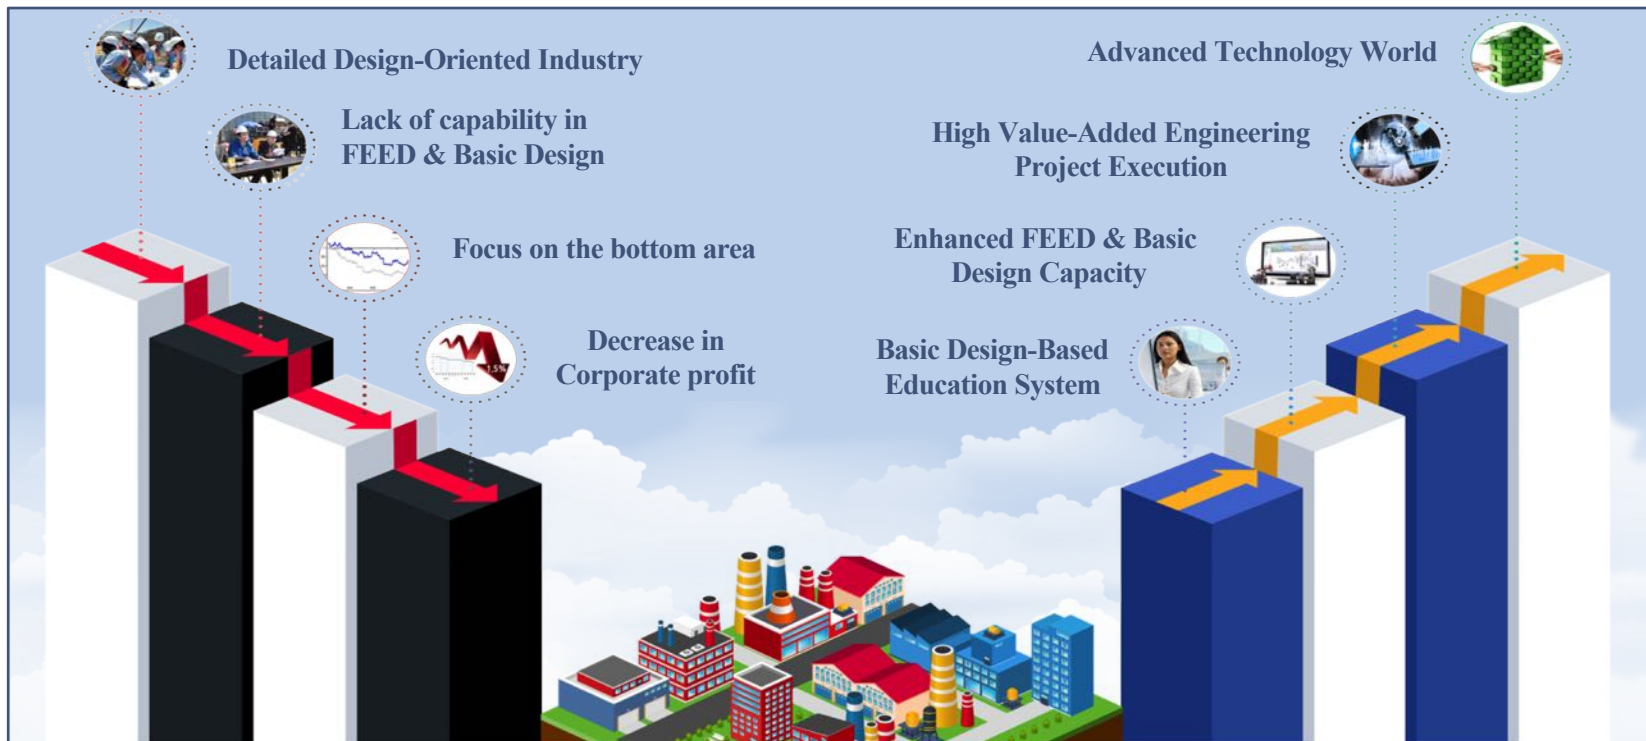 Detailed Design-Oriented Industry
Lack of capability in
FEED & Basic Design
Focus on the bottom area
Decrease in
Corporate profit
1,5%
Advanced Technology World
High Value-Added Engineering
Project Execution
Enhanced FEED & Basic
Design Capacity
Basic Design-Based
Education System